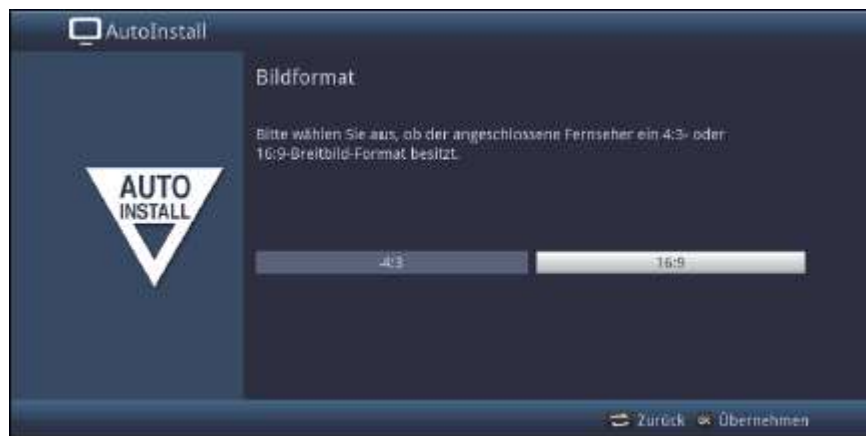 AutoInstall
Bildformat
Bitte wählen Sie aus, ob der angeschlossene Fernseher ein 4:3- oder
16:9-Breitbild-Format besitzt.
AUTO
INSTALL
4:3
16:9
Zurück OK Übernehmen